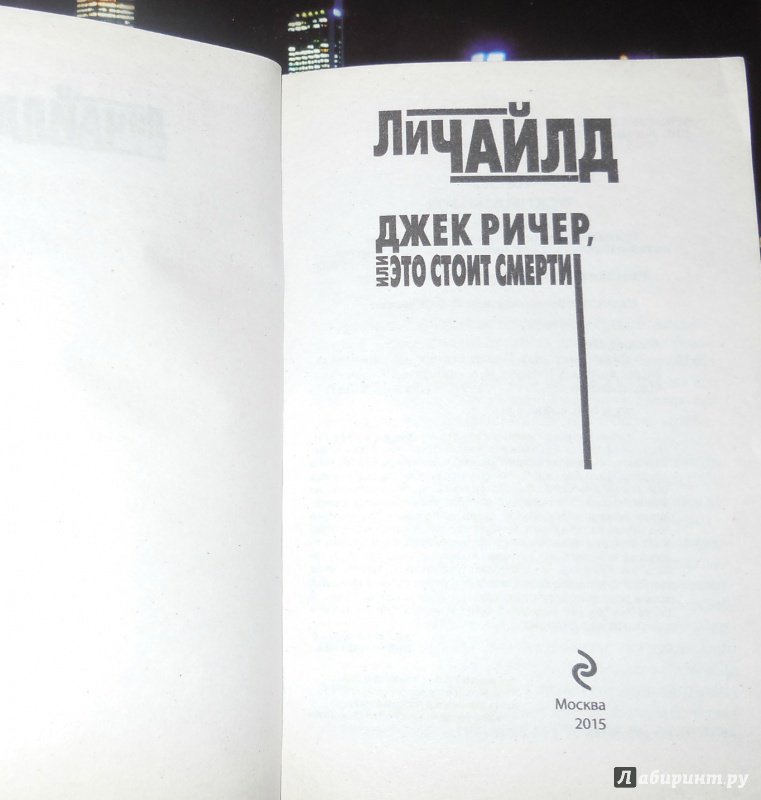 Ли ЧАЙЛД
ДЖЕК РИЧЕР,
ИЛИ ЭТО СТОИТ СМЕРТИ
Москва
2015
Л Лабиринт.ру